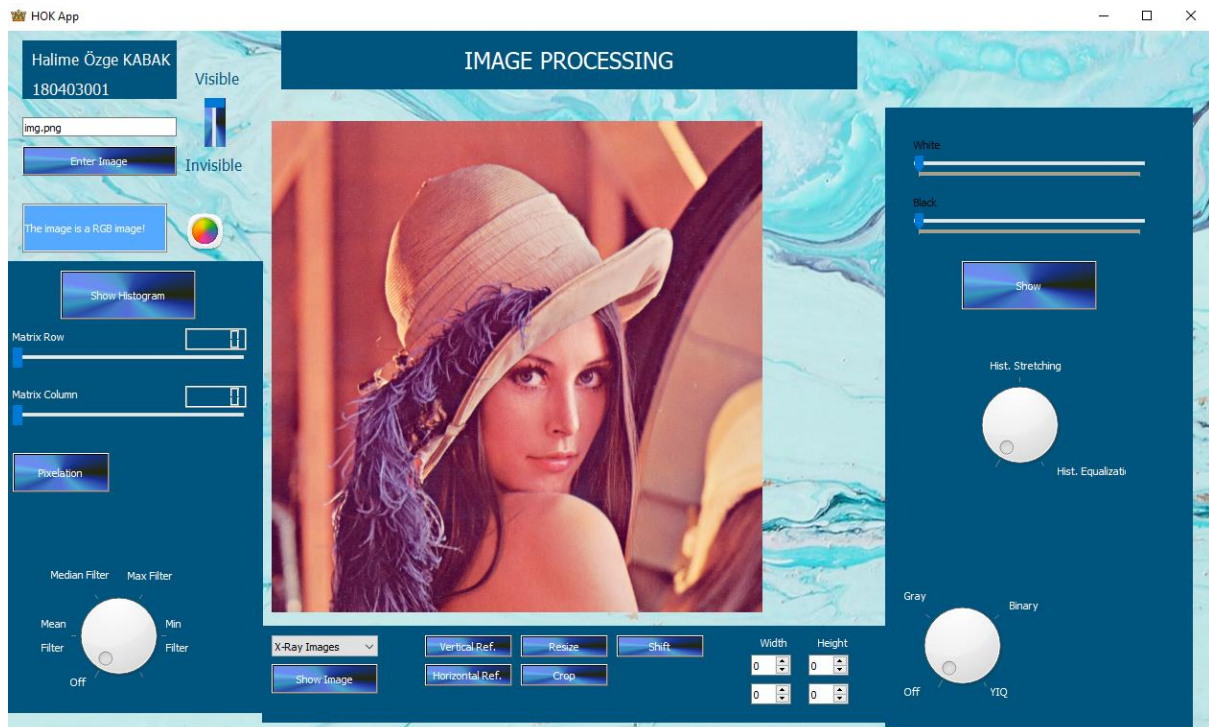 HOK App
Halime Özge KABAK
180403001
Visible
IMAGE PROCESSING
img.png
Enter Image
Invisible
The image is a RGB image!
Show Histogram
Matrix Row
0
Matrix Column
0
Pixelation
Median Filter
Max Filter
Mean
Filter
Min
Filter
Off
X-Ray Images
Show Image
Vertical Ref.
Resize
Shift
Horizontal Ref.
Crop
Width
Height
0
0
0
0
White
Black
Show
Hist. Stretching
Hist. Equalizati
Gray
Binary
Off
YIQ